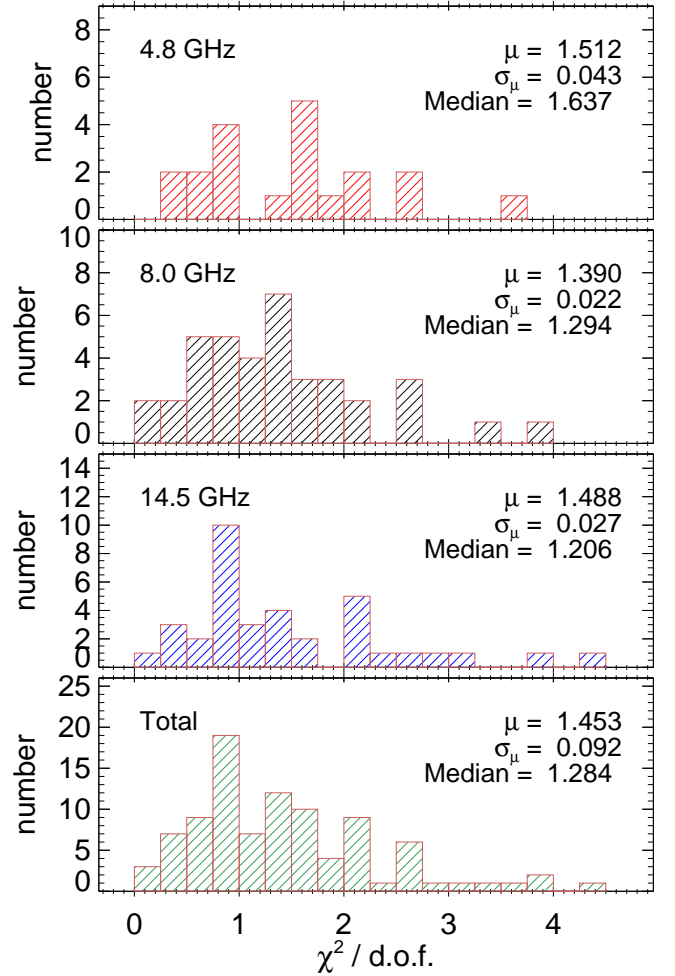 8
6
4
2
0
number
4.8 GHz
μ = 1.512
σμ = 0.043
Median = 1.637
10
8
6
4
2
0
number
8.0 GHz
μ = 1.390
σμ = 0.022
Median = 1.294
14
12
10
8
6
4
2
0
number
14.5 GHz
μ = 1.488
σμ = 0.027
Median = 1.206
25
20
15
10
5
0
number
Total
μ = 1.453
σμ = 0.092
Median = 1.284
0 1 2 3 4
χ² / d.o.f.